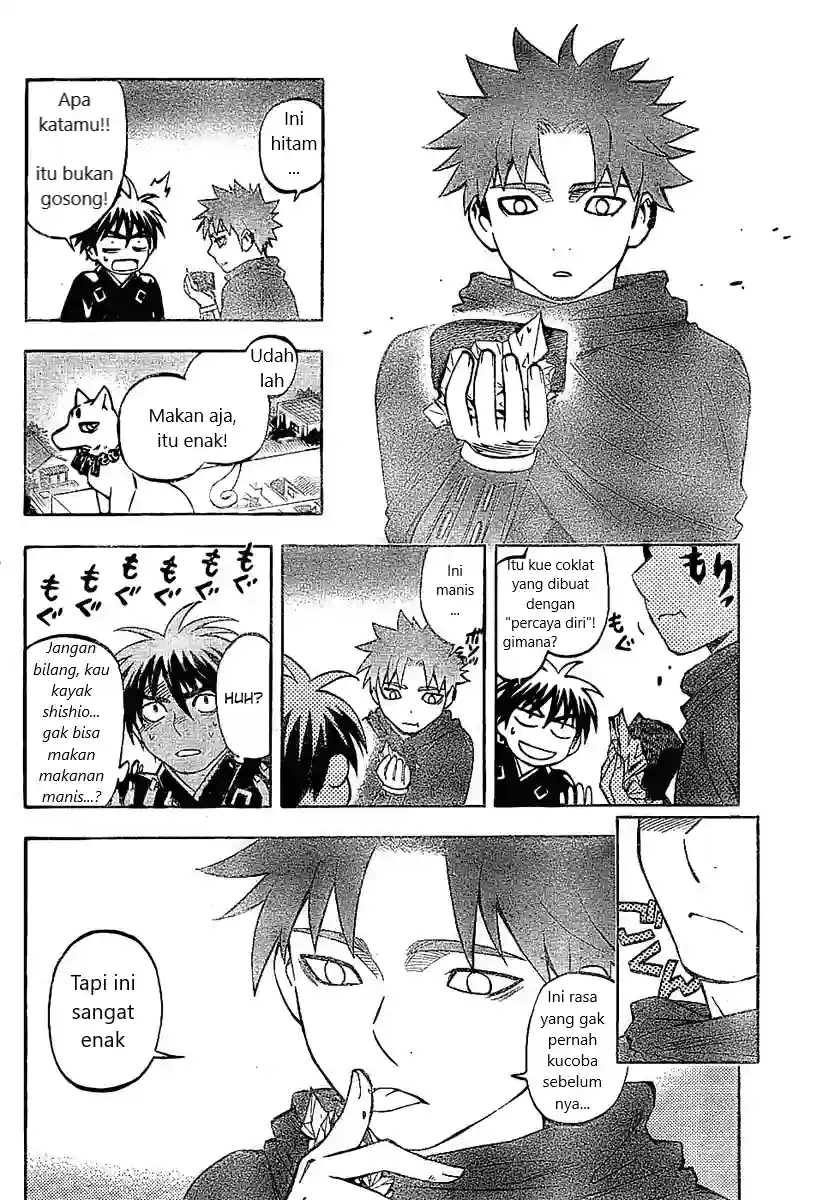 Ini
hitam
...
Apa
katamu!!
itu bukan
gosong!
Udah
lah
Makan aja,
itu enak!
もりっ
もぐ
Itu kue coklat
yang dibuat
dengan
"percaya diri"!
gimana?
Ini
manis
...
もぐ
もぐ
もぐ
もぐ
もぐ
もぐ
HUH?
Jangan
bilang, kau
kayak
shishio...
gak bisa
makan
makanan
manis...?
Ini rasa
yang gak
pernah
kucoba
sebelum
nya...
Tapi ini
sangat
enak